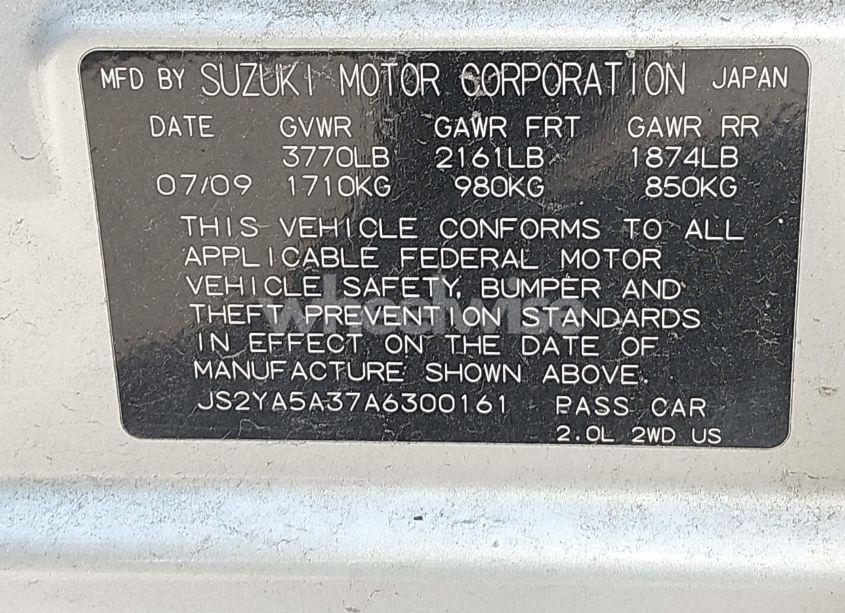 MFD BY SUZUKI MOTOR CORPORATION JAPAN
DATE GVWR GAWR FRT GAWR RR
3770LB 2161LB 1874LB
07/09 1710KG 980KG 850KG
THIS VEHICLE CONFORMS TO ALL
APPLICABLE FEDERAL MOTOR
VEHICLE SAFETY, BUMPER AND
THEFT PREVENTION STANDARDS
wheelwise
IN EFFECT ON THE DATE OF
MANUFACTURE SHOWN ABOVE.
JS2YA5A37A6300161 PASS CAR
2.0L 2WD US